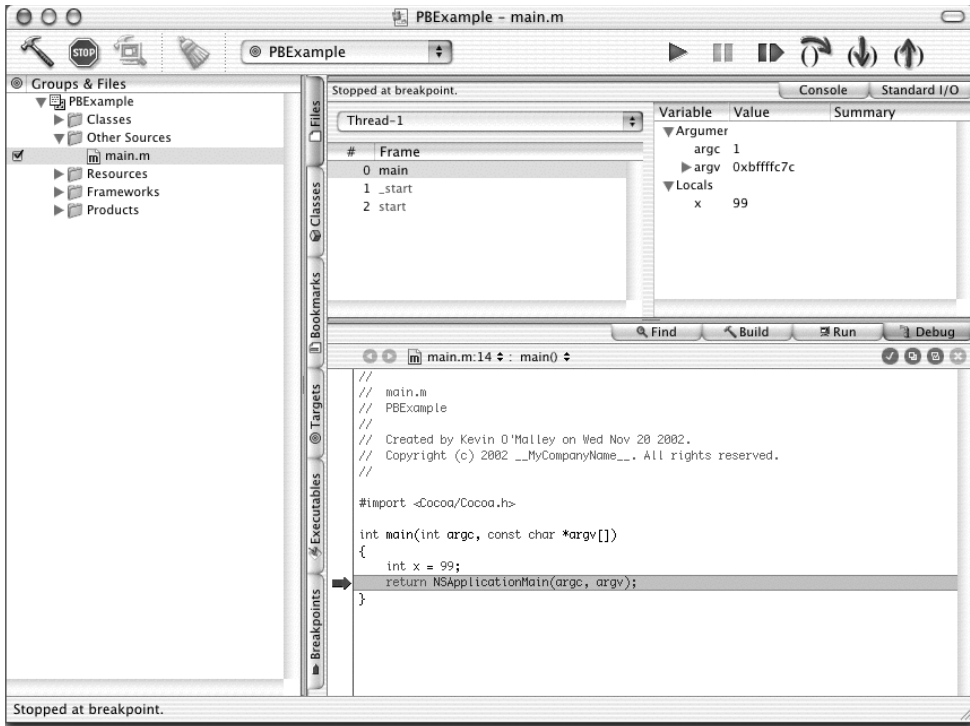 PBExample - main.m
STOP
PBExample
Groups & Files
PBExample
Classes
Other Sources
main.m
Resources
Frameworks
Products
Files
Classes
Bookmarks
Targets
Executables
Breakpoints
Stopped at breakpoint.
Console
Standard I/O
Thread-1
# Frame
0 main
1 _start
2 start
Variable Value Summary
Argumer
argc 1
argv 0xbffffc7c
Locals
x 99
Find
Build
Run
Debug
main.m:14 : main()
//
// main.m
// PBExample
//
// Created by Kevin O'Malley on Wed Nov 20 2002.
// Copyright (c) 2002 __MyCompanyName__. All rights reserved.
//
#import <Cocoa/Cocoa.h>
int main(int argc, const char *argv[])
{
int x = 99;
return NSApplicationMain(argc, argv);
}
Stopped at breakpoint.